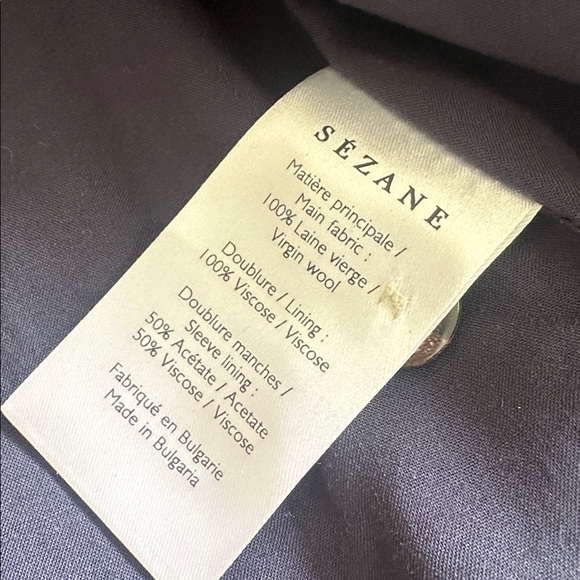 SÉZANE
Matière principale /
Main fabric :
100% Laine vierge /
Virgin wool
Doublure / Lining :
100% Viscose / Viscose
Doublure manches /
Sleeve lining :
50% Acétate / Acetate
50% Viscose / Viscose
Fabriqué en Bulgarie
Made in Bulgaria